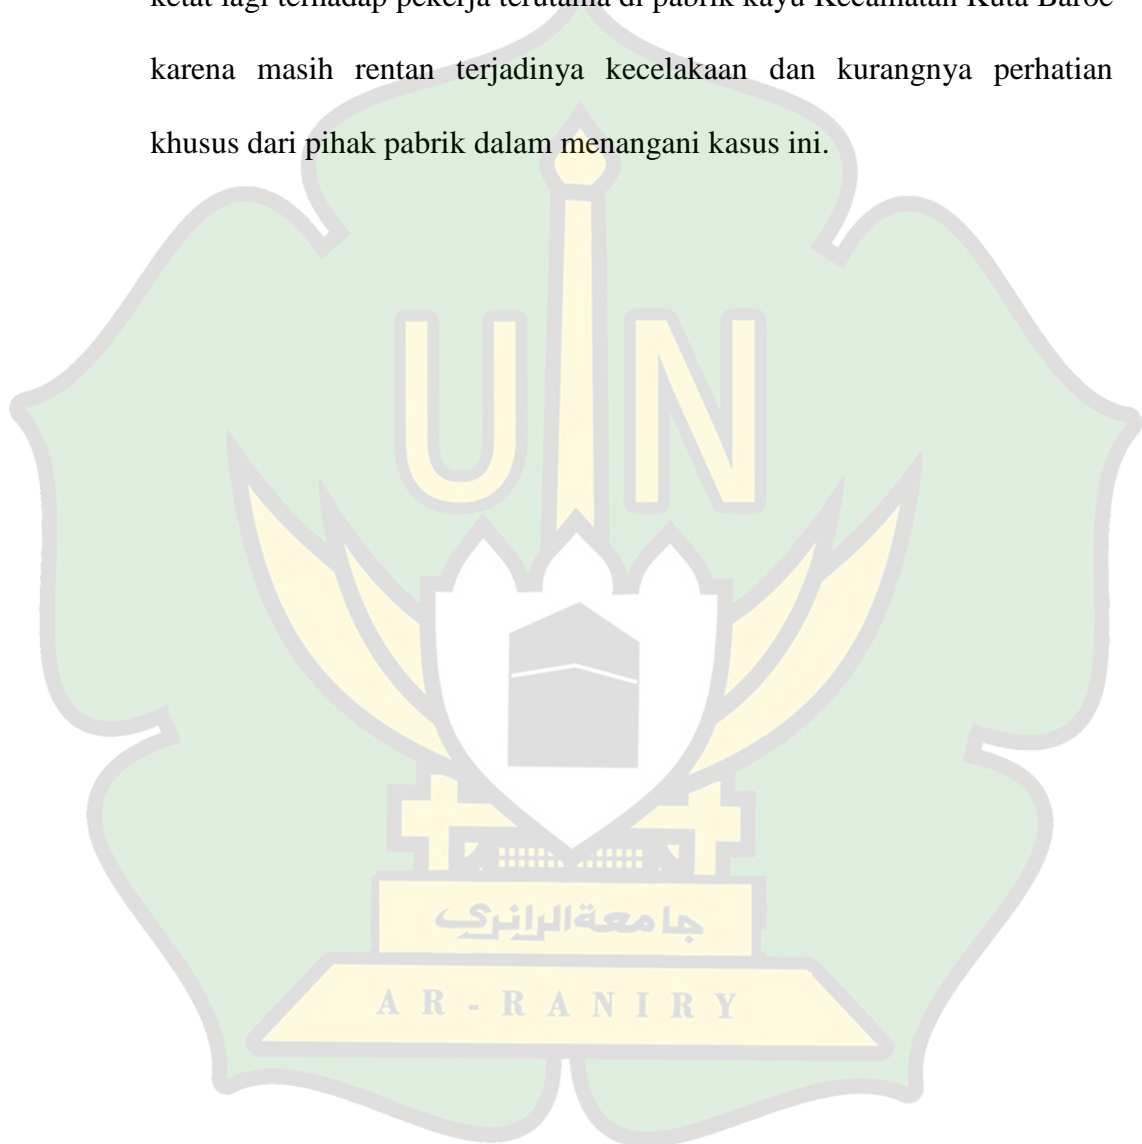 ketat lagi terhadap pekerja terutama di pabrik kayu Kecamatan Kuta Baroe
karena masih rentan terjadinya kecelakaan dan kurangnya perhatian
khusus dari pihak pabrik dalam menangani kasus ini.
UIN
جامعةالرانري
AR-RANIRY